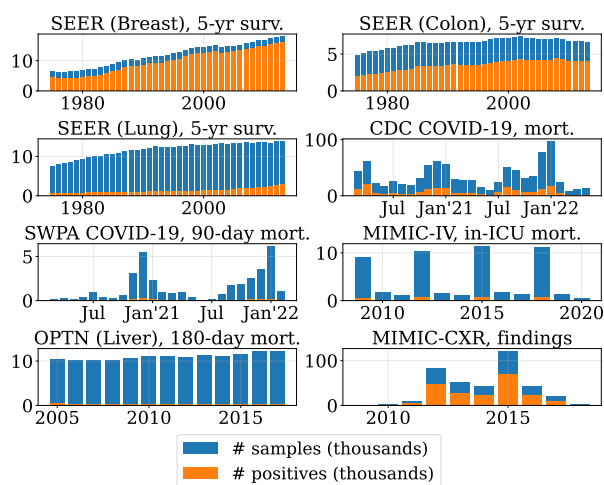 SEER (Breast), 5-yr surv.
SEER (Colon), 5-yr surv.
10
0
1980
2000
5
0
1980
2000
SEER (Lung), 5-yr surv.
CDC COVID-19, mort.
10
0
1980
2000
100
0
Jul
Jan'21
Jul
Jan'22
SWPA COVID-19, 90-day mort.
MIMIC-IV, in-ICU mort.
5
0
Jul
Jan'21
Jul
Jan'22
10
0
2010
2015
2020
OPTN (Liver), 180-day mort.
MIMIC-CXR, findings
10
0
2005
2010
2015
100
0
2010
2015
# samples (thousands)
# positives (thousands)